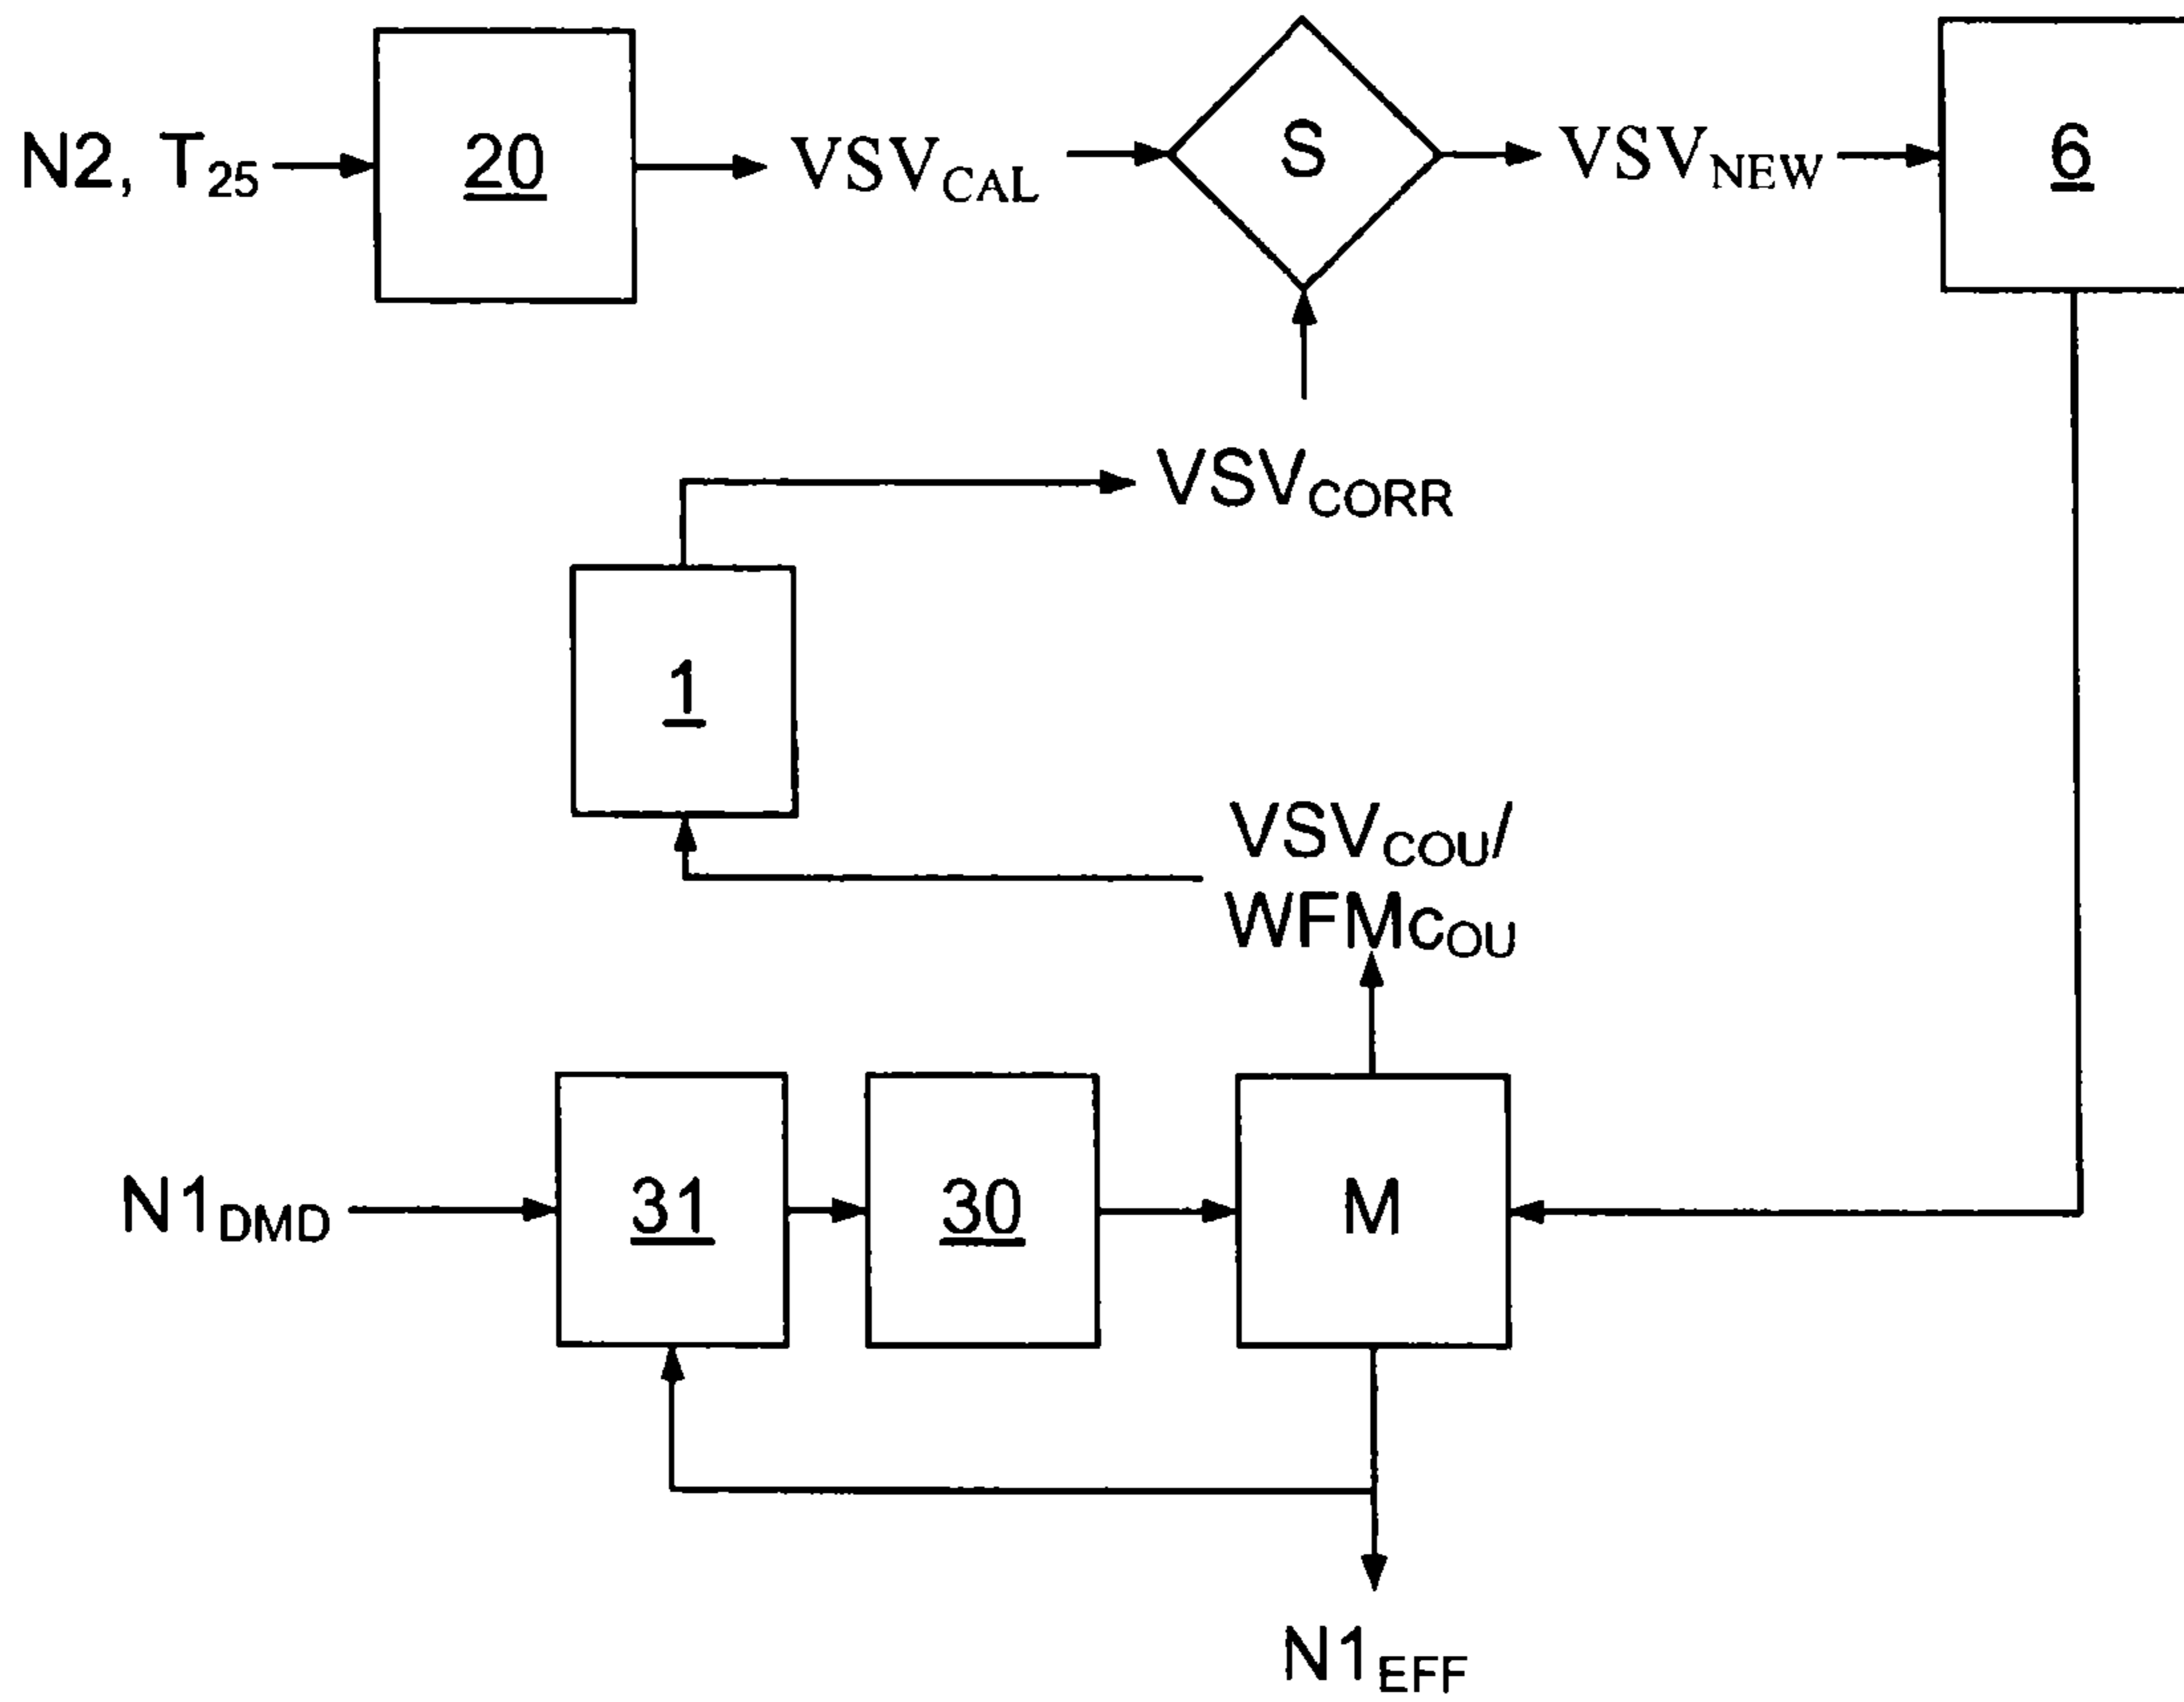 N2, T25
20
VSVCAL
S
VSVNEW
6
VSVCORR
1
VSVCOU/
WFMcOU
N1DMD
31
30
M
N1EFF